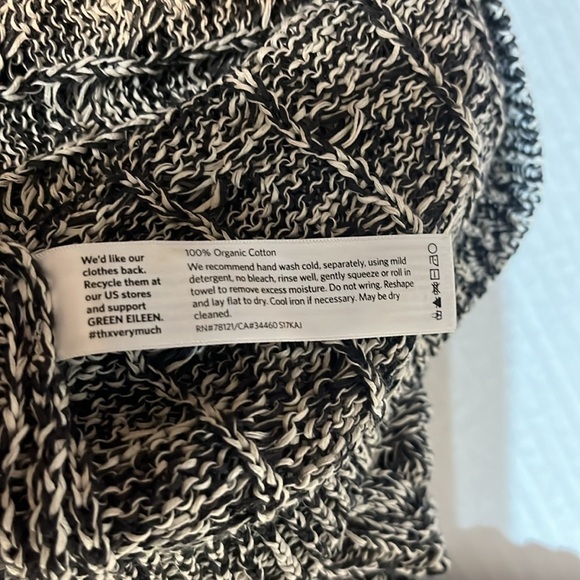 We'd like our
clothes back.
Recycle them at
our US stores
and support
GREEN EILEEN.
#thxverymuch
100% Organic Cotton
We recommend hand wash cold, separately, using mild
detergent, no bleach, rinse well, gently squeeze or roll in
towel to remove excess moisture. Do not wring. Reshape
and lay flat to dry. Cool iron if necessary. May be dry
cleaned.
RN#78121/CA#34460 S17KAJ